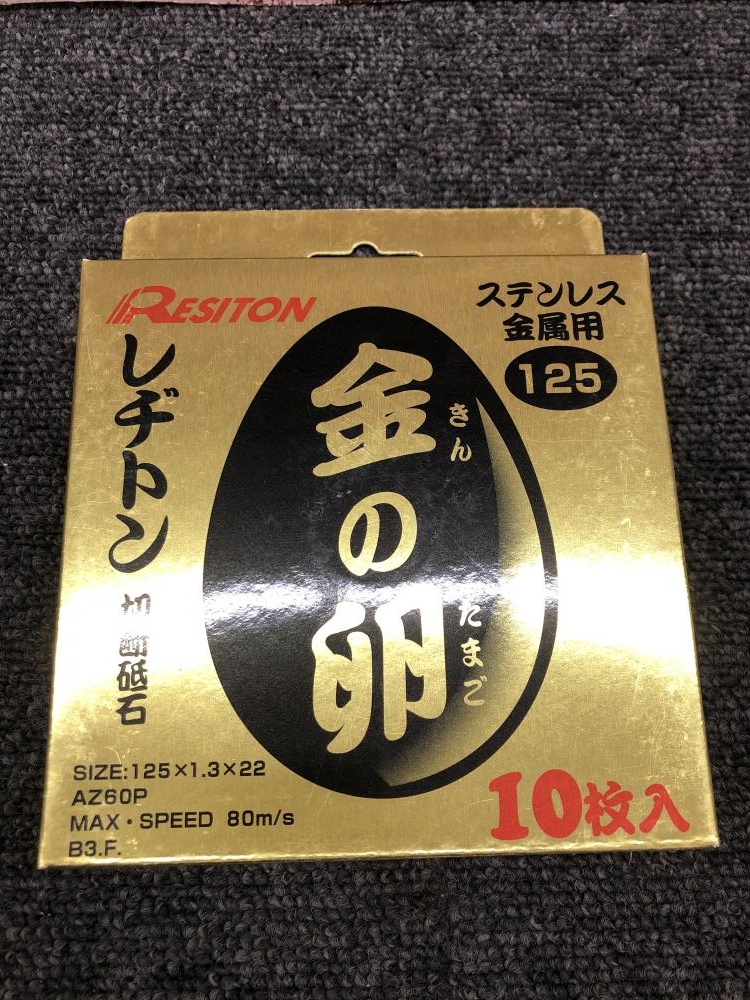 RESITON
レヂトン
切断砥石
ステンレス
金属用
125
金の卵
きん
たまご
SIZE:125×1.3×22
AZ60P
MAX・SPEED 80m/s
B3.F.
10枚入